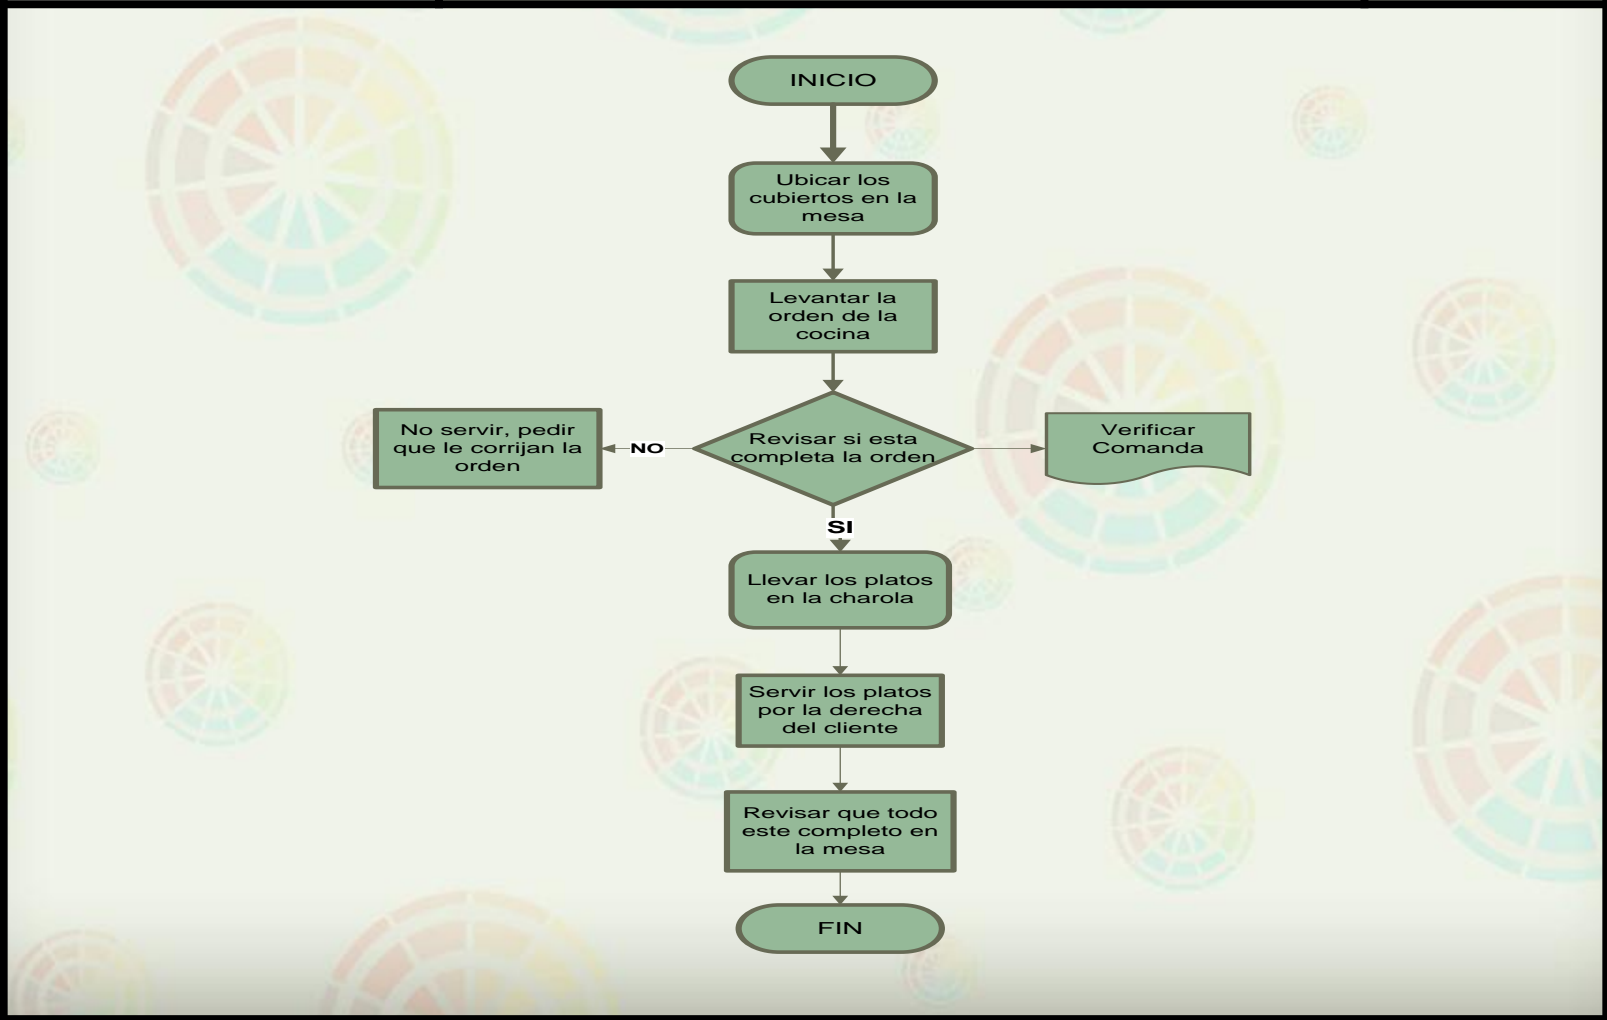 INICIO
Ubicar los
cubiertos en la
mesa
Levantar la
orden de la
cocina
Revisar si esta
completa la orden
NO
No servir, pedir
que le corrijan la
orden
Verificar
Comanda
SI
Llevar los platos
en la charola
Servir los platos
por la derecha
del cliente
Revisar que todo
este completo en
la mesa
FIN